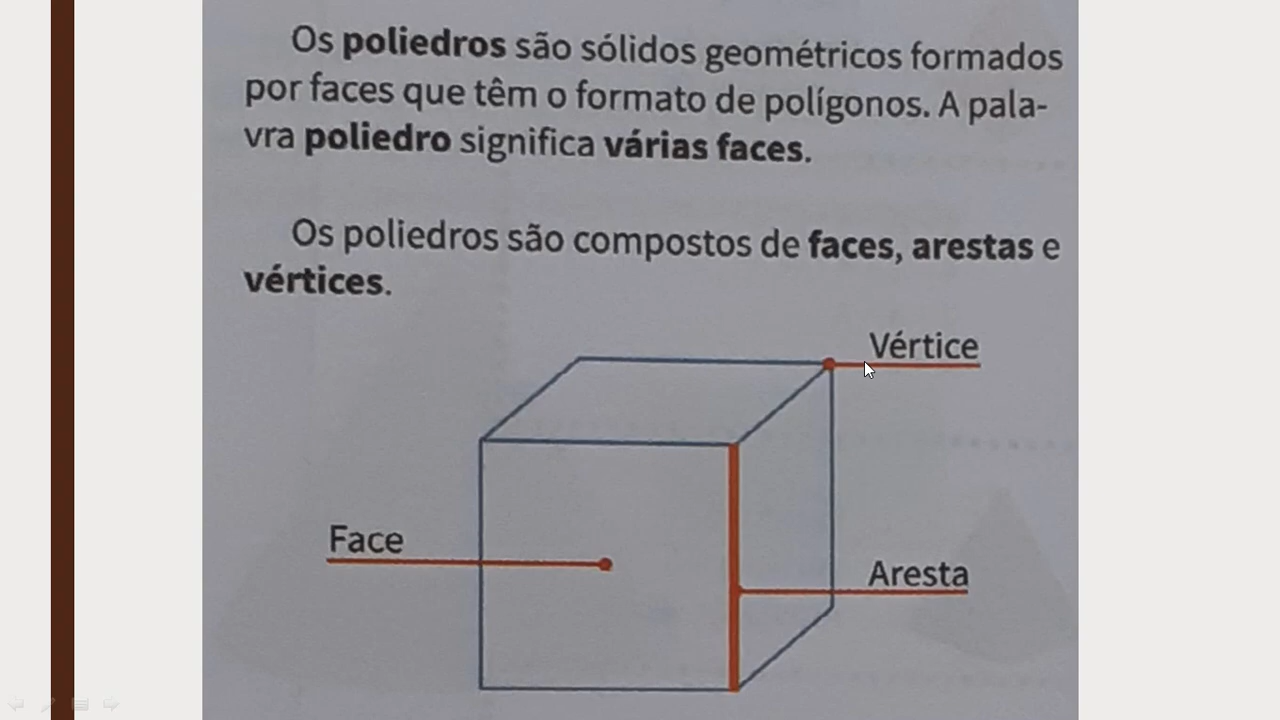 Os poliedros são sólidos geométricos formados
por faces que têm o formato de polígonos. A pala-
vra poliedro significa várias faces.
Os poliedros são compostos de faces, arestas e
vértices.
Vértice
Face
Aresta